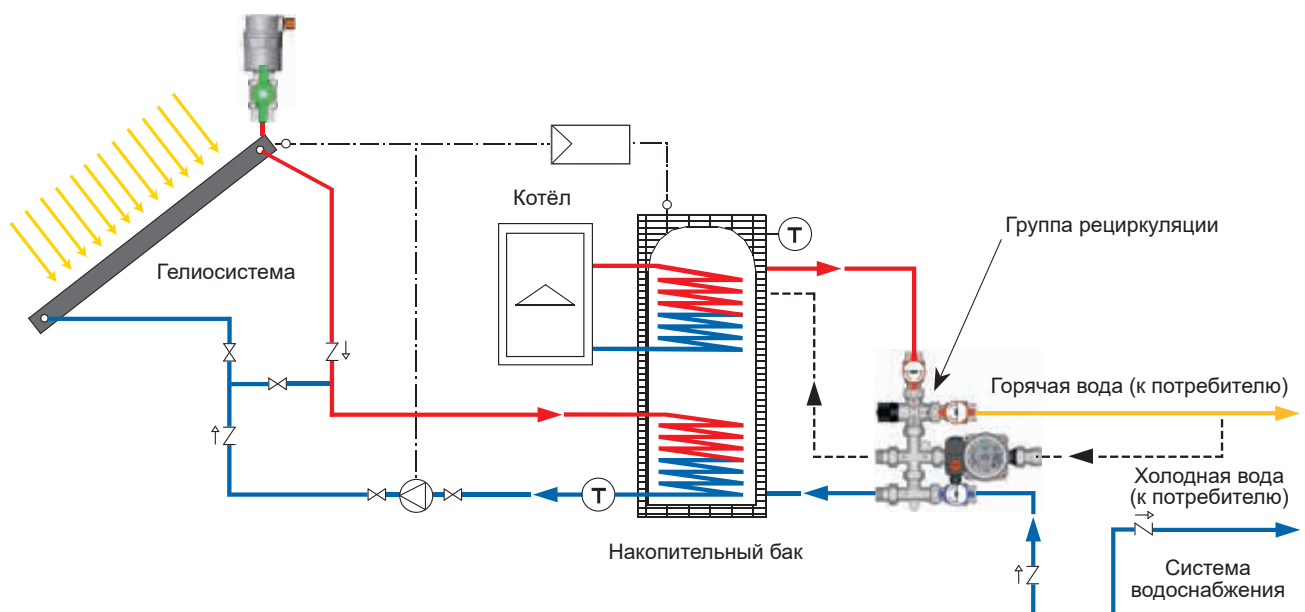 Котёл
Группа рециркуляции
T
Гелиосистема
Горячая вода (к потребителю)
Холодная вода
(к потребителю)
T
Накопительный бак
Система
водоснабжения